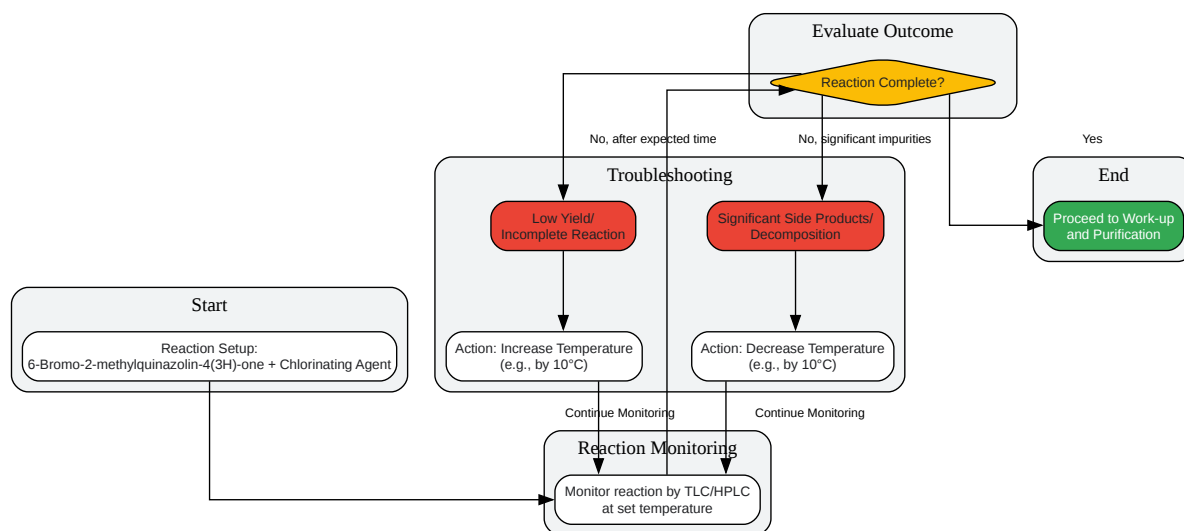 Evaluate Outcome
Reaction Complete?
No, after expected time
No, significant impurities
Yes
Troubleshooting
End
Low Yield/
Incomplete Reaction
Significant Side Products/
Decomposition
Proceed to Work-up
and Purification
Start
Reaction Setup:
6-Bromo-2-methylquinazolin-4(3H)-one + Chlorinating Agent
Action: Increase Temperature
(e.g., by 10°C)
Action: Decrease Temperature
(e.g., by 10°C)
Continue Monitoring
Continue Monitoring
Reaction Monitoring
Monitor reaction by TLC/HPLC
at set temperature